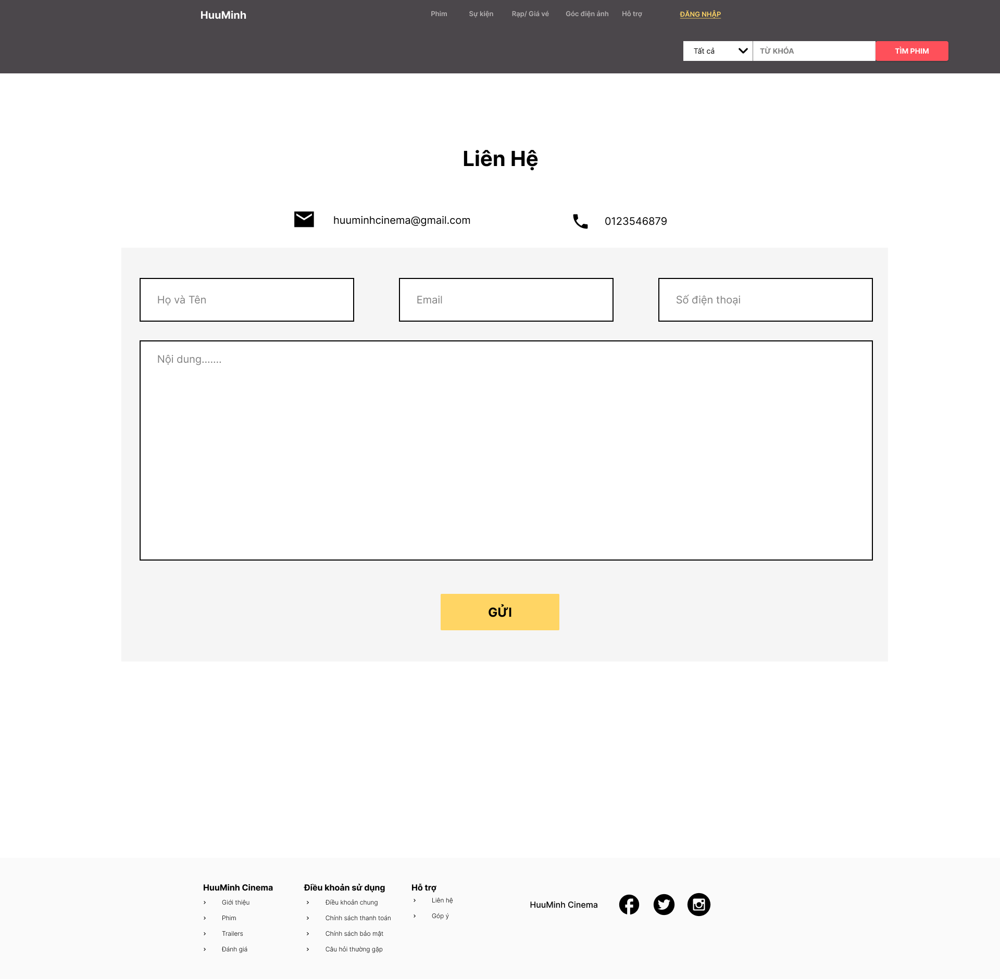 HuuMinh
Phim
Sự kiện
Rạp/ Giá vé
Góc điện ảnh
Hỗ trợ
ĐĂNG NHẬP
Tất cả
TỪ KHÓA
TÌM PHIM
Liên Hệ
huuminhcinema@gmail.com
0123546879
Họ và Tên
Email
Số điện thoại
Nội dung.......
GỬI
HuuMinh Cinema
Giới thiệu
Phim
Trailers
Đánh giá
Điều khoản sử dụng
Điều khoản chung
Chính sách thanh toán
Chính sách bảo mật
Câu hỏi thường gặp
Hỗ trợ
Liên hệ
Góp ý
HuuMinh Cinema